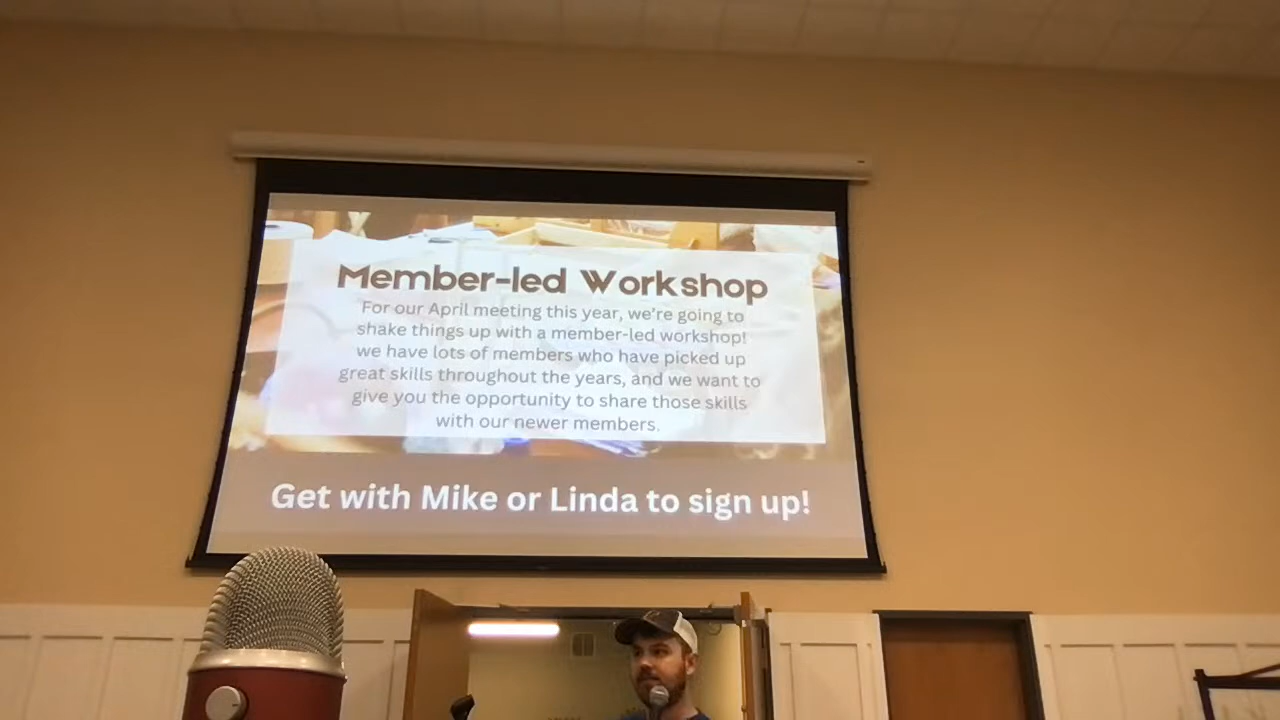 Member-led Workshop
For our April meeting this year, we're going to
shake things up with a member-led workshop!
we have lots of members who have picked up
great skills throughout the years, and we want to
give you the opportunity to share those skills
with our newer members.
Get with Mike or Linda to sign up!